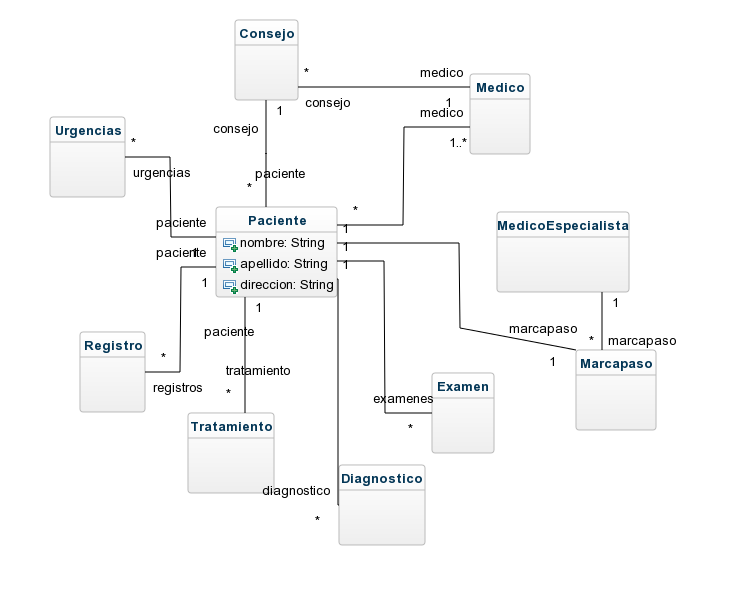 Consejo
*
medico
Medico
consejo
1
1
medico
consejo
Urgencias
*
1..*
urgencias
paciente
*
*
Paciente
paciente
1
nombre: String
MedicoEspecialista
1
paciente
1
apellido: String
1
1
direccion: String
1
1
paciente
marcapaso
*
marcapaso
Registro
*
1
Marcapaso
tratamiento
registros
*
Examen
examenes
*
Tratamiento
diagnostico
Diagnostico
*